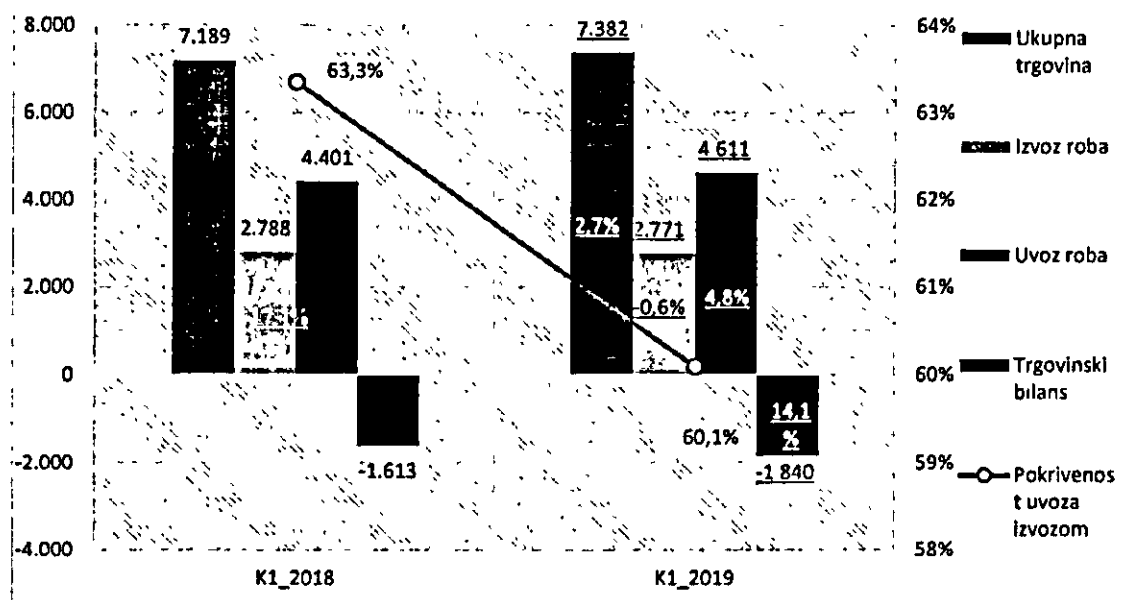 8.000
6.000
4.000
2.000
0
-2.000
-4.000
7.189
2.788
4.401
-1.613
63,3%
7.382
2.7%
2.771
-0,6%
4 611
4.8%
14.1
%
-1 840
60,1%
K1_2018
K1_2019
64%
63%
62%
61%
60%
59%
58%
Ukupna
trgovina
Izvoz roba
Uvoz roba
Trgovinski
bilans
Pokrivenos
t uvoza
izvozom